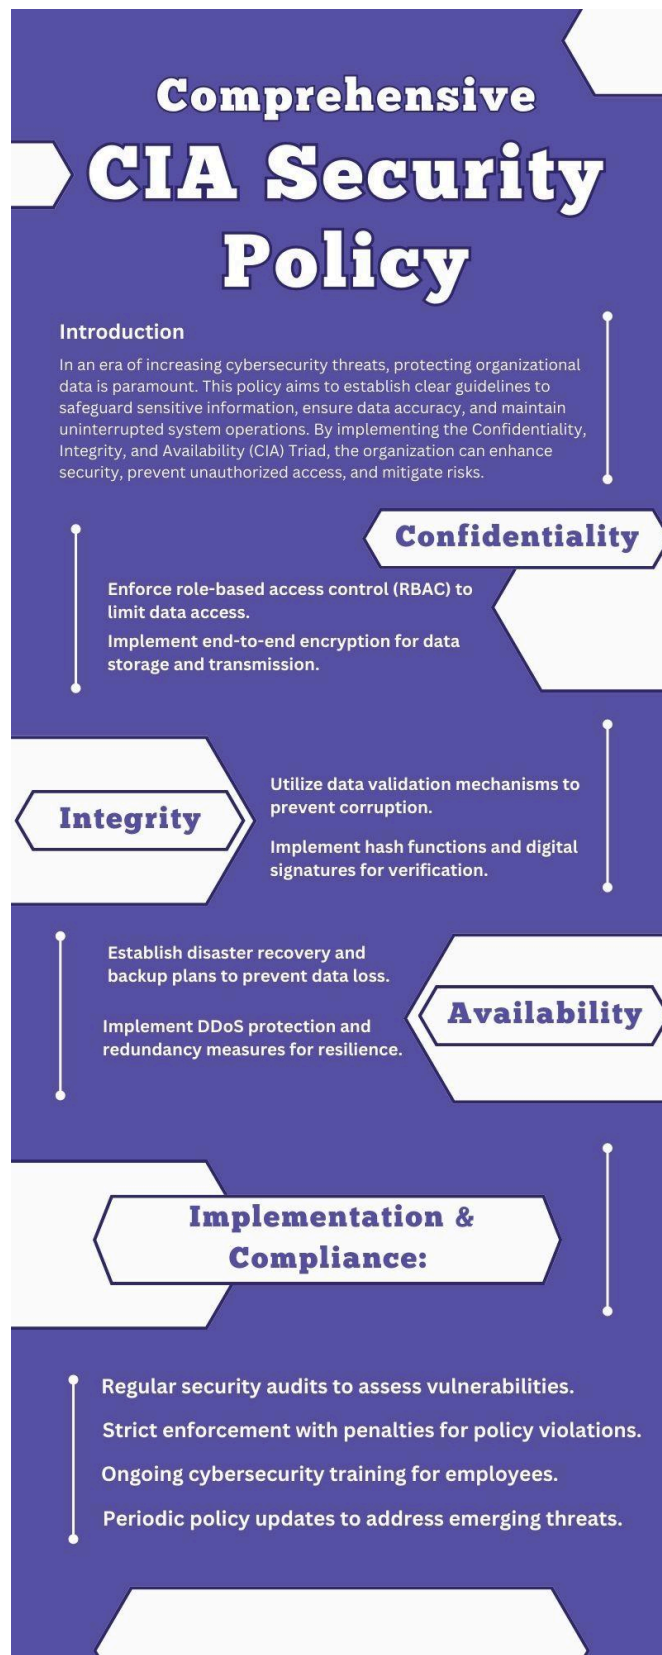 Comprehensive
CIA Security
Policy
Introduction
In an era of increasing cybersecurity threats, protecting organizational
data is paramount. This policy aims to establish clear guidelines to
safeguard sensitive information, ensure data accuracy, and maintain
uninterrupted system operations. By implementing the Confidentiality,
Integrity, and Availability (CIA) Triad, the organization can enhance
security, prevent unauthorized access, and mitigate risks.
Confidentiality
Enforce role-based access control (RBAC) to
limit data access.
Implement end-to-end encryption for data
storage and transmission.
Integrity
Utilize data validation mechanisms to
prevent corruption.
Implement hash functions and digital
signatures for verification.
Availability
Establish disaster recovery and
backup plans to prevent data loss.
Implement DDoS protection and
redundancy measures for resilience.
Implementation &
Compliance:
Regular security audits to assess vulnerabilities.
Strict enforcement with penalties for policy violations.
Ongoing cybersecurity training for employees.
Periodic policy updates to address emerging threats.